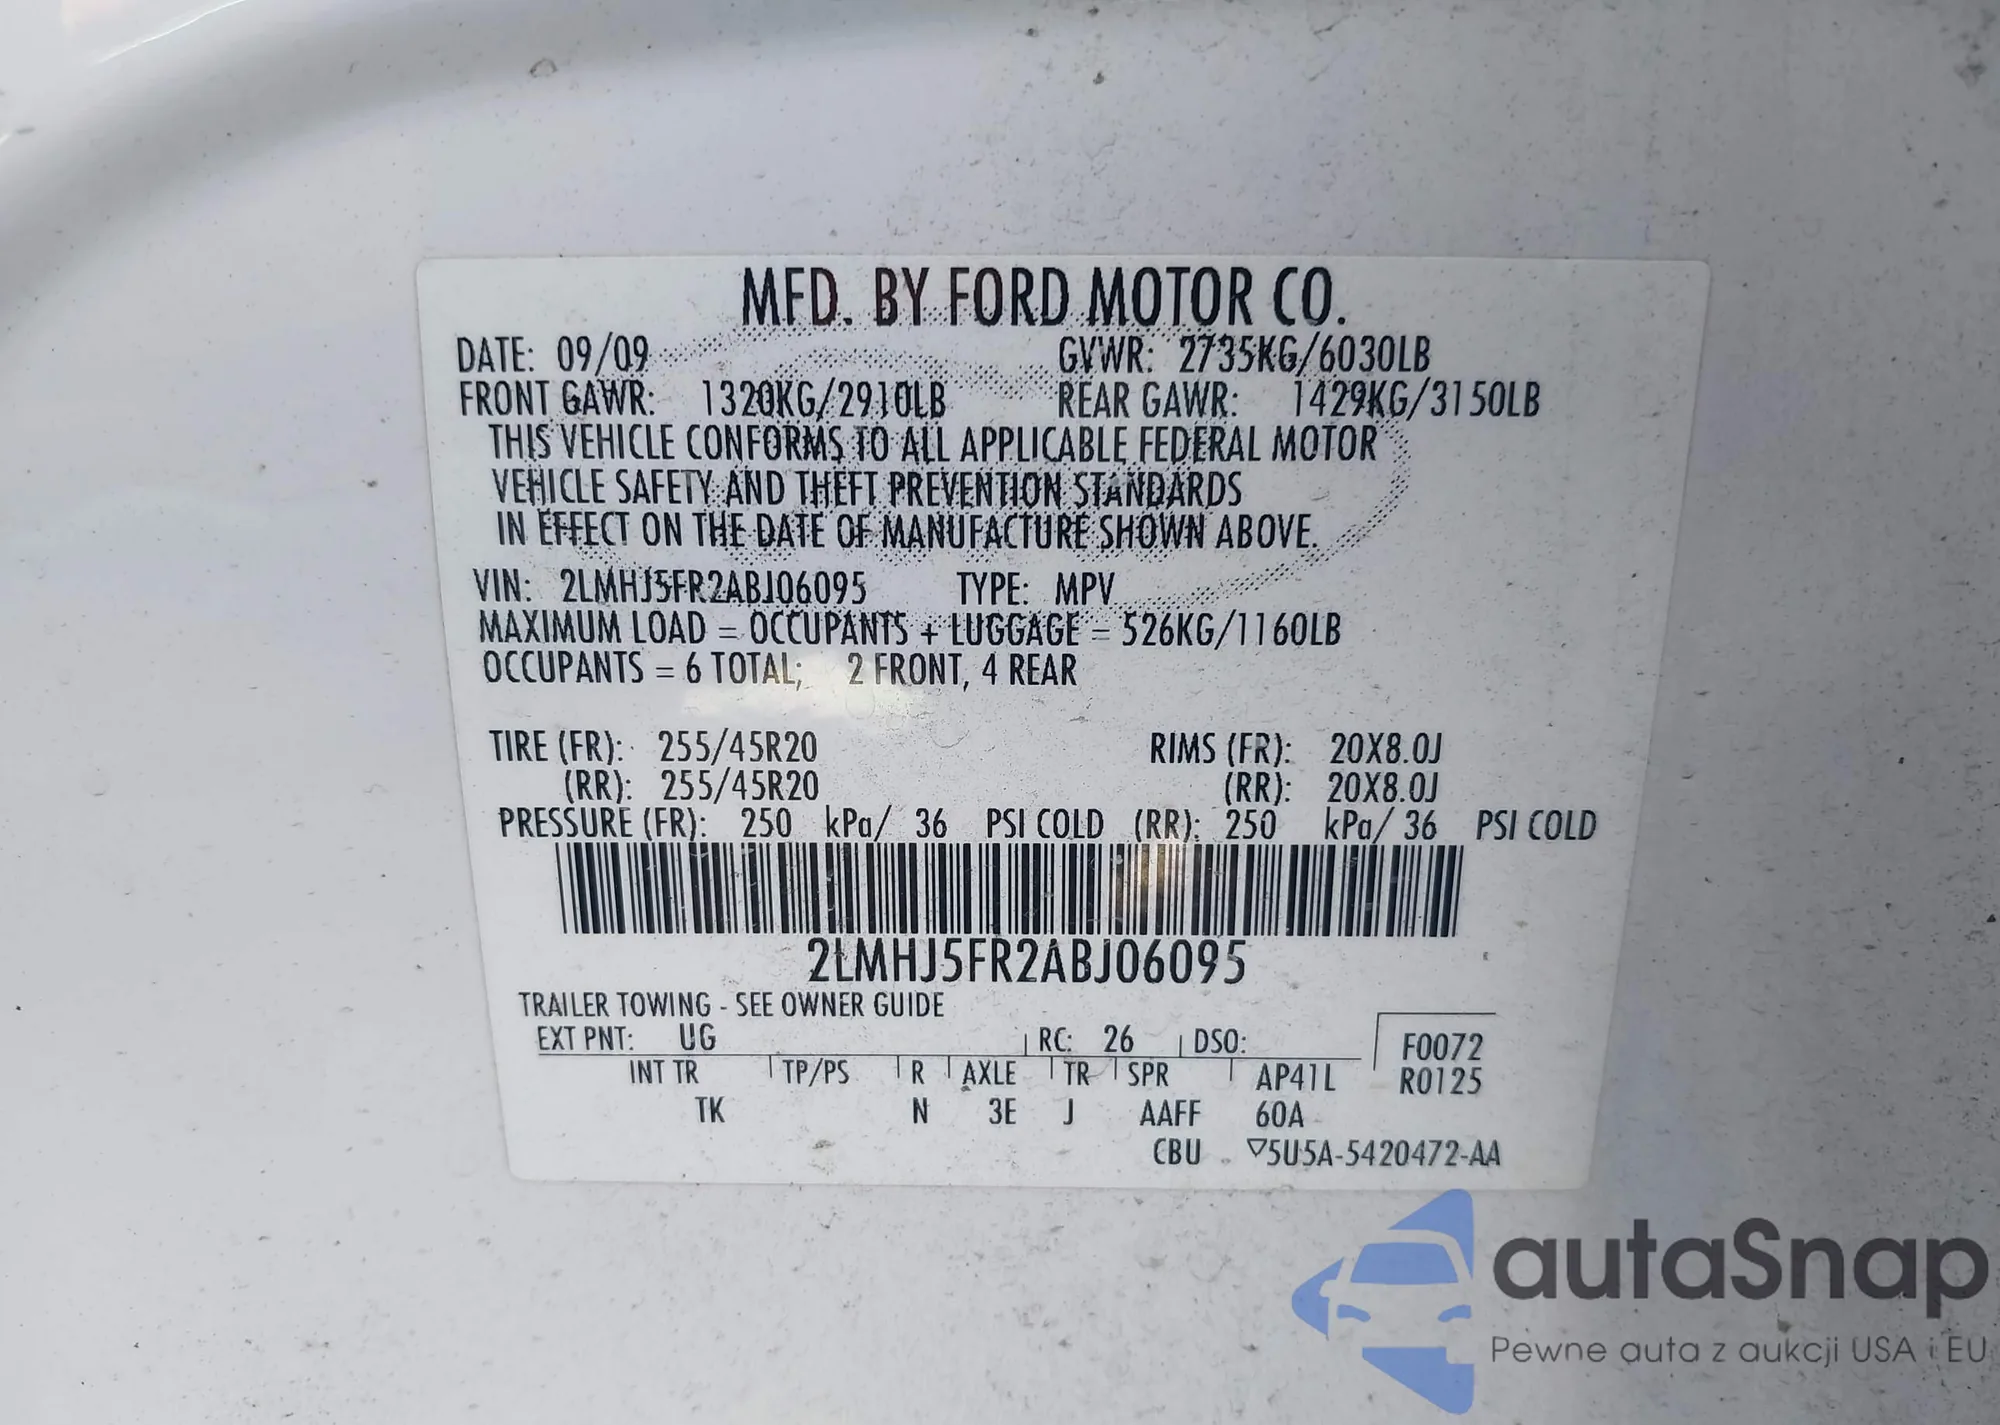 MFD. BY FORD MOTOR CO.
DATE: 09/09 GVWR: 2735KG/6030LB
FRONT GAWR: 1320KG/2910LB REAR GAWR: 1429KG/3150LB
THIS VEHICLE CONFORMS TO ALL APPLICABLE FEDERAL MOTOR
VEHICLE SAFETY AND THEFT PREVENTION STANDARDS
IN EFFECT ON THE DATE OF MANUFACTURE SHOWN ABOVE.
VIN: 2LMHJ5FR2ABJ06095 TYPE: MPV
MAXIMUM LOAD = OCCUPANTS + LUGGAGE = 526KG/1160LB
OCCUPANTS = 6 TOTAL; 2 FRONT, 4 REAR
TIRE (FR): 255/45R20 RIMS (FR): 20X8.0J
(RR): 255/45R20 (RR): 20X8.0J
PRESSURE (FR): 250 kPa/ 36 PSI COLD (RR): 250 kPa/ 36 PSI COLD
2LMHJ5FR2ABJ06095
TRAILER TOWING - SEE OWNER GUIDE
EXT PNT: UG RC: 26 DSO: F0072
INT TR TP/PS R AXLE TR SPR AP41L R0125
TK N 3E J AAFF 60A
CBU ▽5U5A-5420472-AA
autaSnap
Pewne auta z aukcji USA i EU